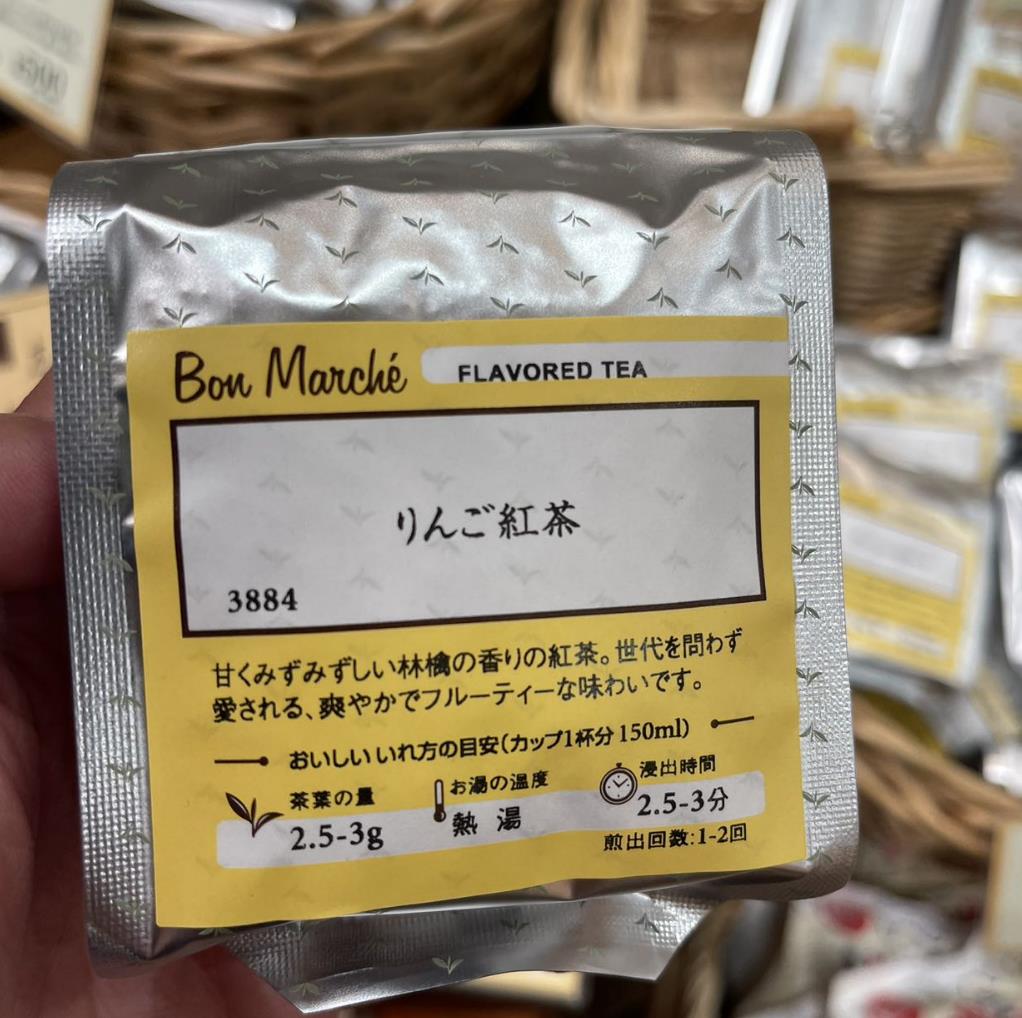 Bon Marché
FLAVORED TEA
りんご紅茶
3884
甘くみずみずしい林檎の香りの紅茶。世代を問わず
愛される、爽やかでフルーティーな味わいです。
おいしいいれ方の目安(カップ1杯分 150ml)
茶葉の量
2.5-3g
お湯の温度
熱 湯
浸出時間
2.5-3分
煎出回数:1-2回